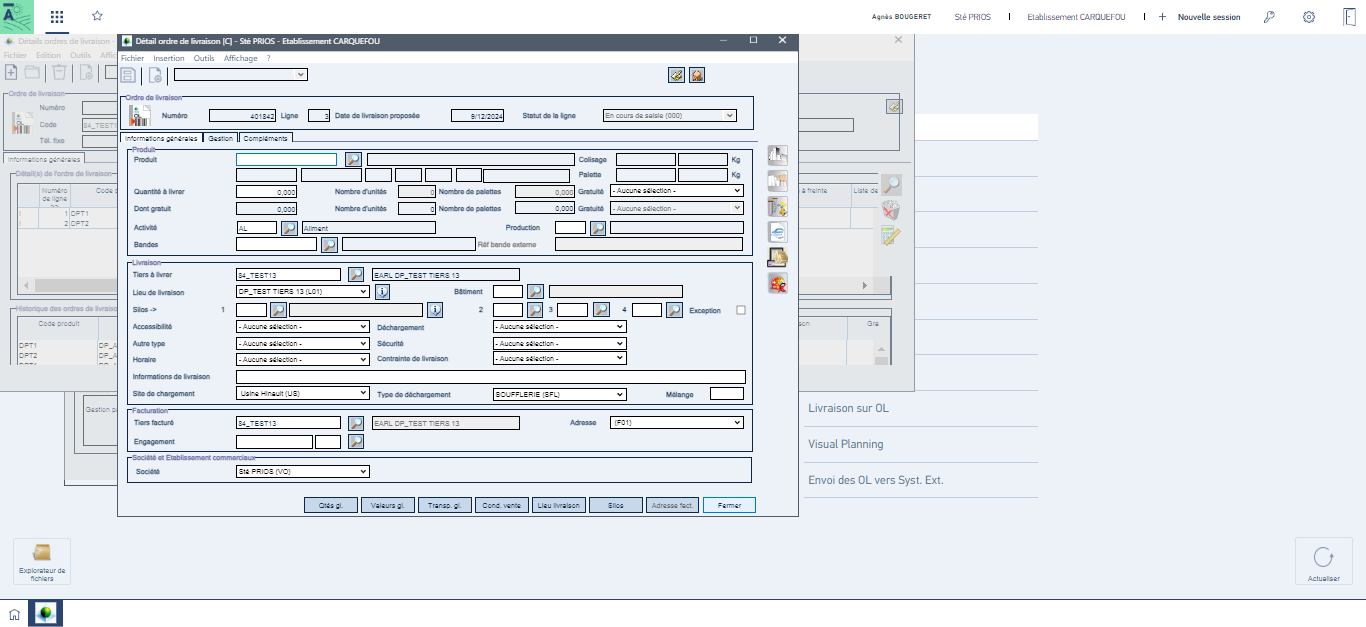 Agnès BOUGERET Sté PRIOS Etablissement CARQUEFOU Nouvelle session
Détails ordres de livraison -
Fichier Edition Outils Affic
Ordre de livraison
Numéro
Code 84_TEST1
Tél. fixe
Informations générales
Détail(s) de l'ordre de livraison
Numéro de ligne Code p
à freinte Liste de
1 DPT1
2 DPT2
Historique des ordres de livraison
Code produit
son Gra
DPT1 DP_A
DPT2 DP_A
Gestion p
Détail ordre de livraison [C] - Sté PRIOS - Etablissement CARQUEFOU
Fichier Insertion Outils Affichage ?
Ordre de livraison
Numéro 401842 Ligne 3 Date de livraison proposée 9/12/2024 Statut de la ligne En cours de saisie (000)
Informations générales Gestion Compléments
Produit
Produit Colisage Kg
Palette Kg
Quantité à livrer 0,000 Nombre d'unités 0 Nombre de palettes 0,000 Gratuité - Aucune sélection -
Dont gratuit 0,000 Nombre d'unités 0 Nombre de palettes 0,000 Gratuité - Aucune sélection -
Activité AL Aliment Production
Bandes Réf bande externe
Livraison
Tiers à livrer 84_TEST13 EARL DP_TEST TIERS 13
Lieu de livraison DP_TEST TIERS 13 (L01) Bâtiment
Silos -> 1 2 3 4 Exception
Accessibilité - Aucune sélection - Déchargement - Aucune sélection -
Autre type - Aucune sélection - Sécurité - Aucune sélection -
Horaire - Aucune sélection - Contrainte de livraison - Aucune sélection -
Informations de livraison
Site de chargement Usine Hinault (US) Type de déchargement SOUFFLERIE (SFL) Mélange
Facturation
Tiers facturé 84_TEST13 EARL DP_TEST TIERS 13 Adresse (F01)
Engagement
Société et Etablissement commerciaux
Société Sté PRIOS (VO)
Qtés gl. Valeurs gl. Transp. gl. Cond. vente Lieu livraison Silos Adresse fact. Fermer
Livraison sur OL
Visual Planning
Envoi des OL vers Syst. Ext.
Explorateur de
fichiers
Actualiser